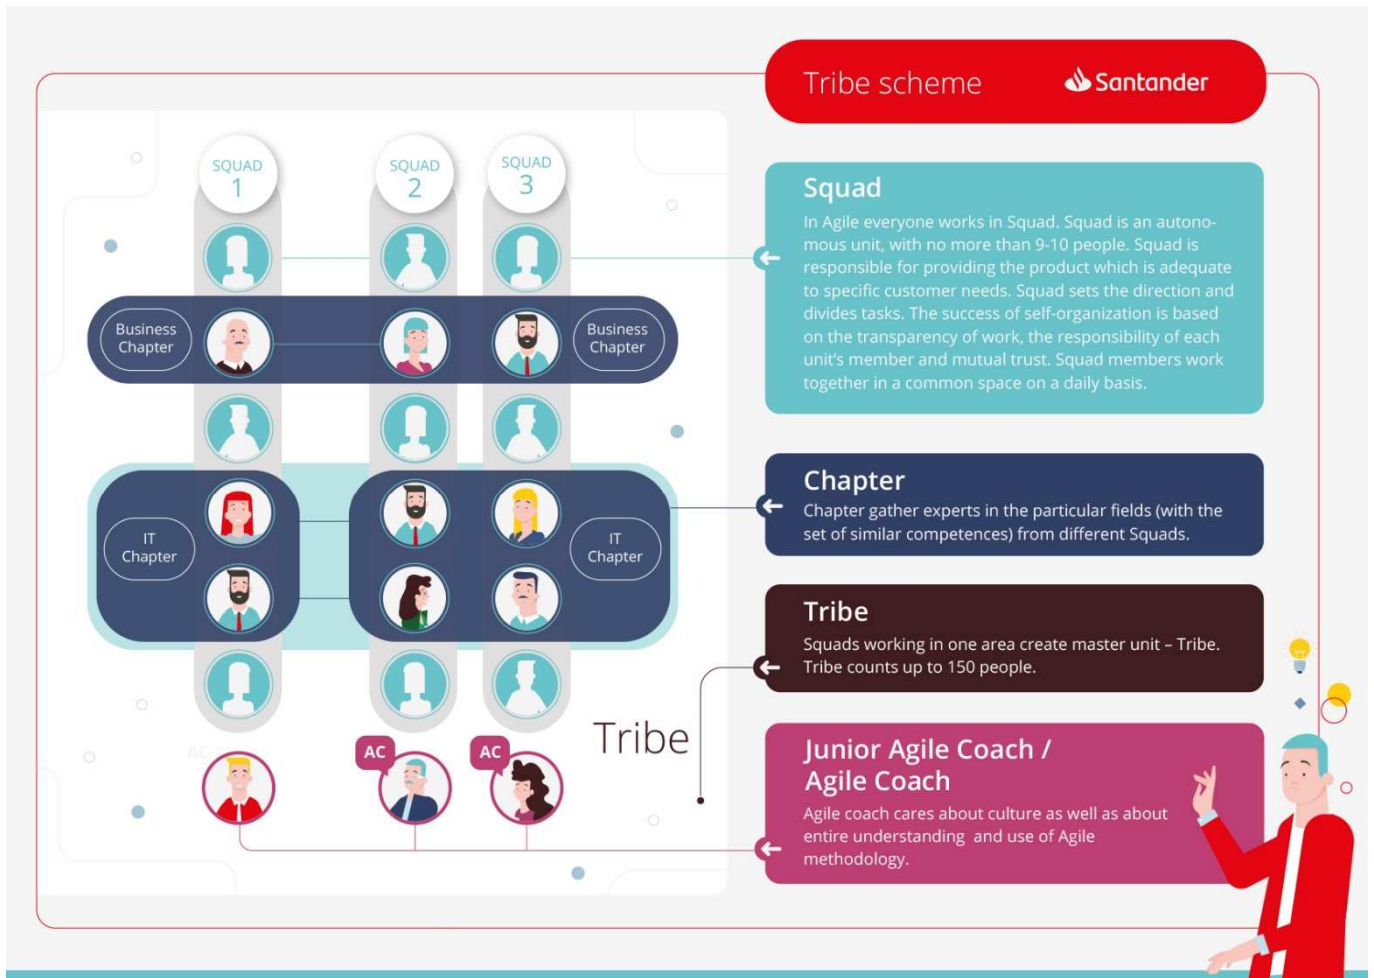 Tribe scheme
Santander
SQUAD
1
SQUAD
2
SQUAD
3
Business
Chapter
Business
Chapter
IT
Chapter
IT
Chapter
AC
AC
AC
Tribe
Squad
In Agile everyone works in Squad. Squad is an autono-
mous unit, with no more than 9-10 people. Squad is
responsible for providing the product which is adequate
to specific customer needs. Squad sets the direction and
divides tasks. The success of self-organization is based
on the transparency of work, the responsibility of each
unit's member and mutual trust. Squad members work
together in a common space on a daily basis.
Chapter
Chapter gather experts in the particular fields (with the
set of similar competences) from different Squads.
Tribe
Squads working in one area create master unit – Tribe.
Tribe counts up to 150 people.
Junior Agile Coach /
Agile Coach
Agile coach cares about culture as well as about
entire understanding and use of Agile
methodology.